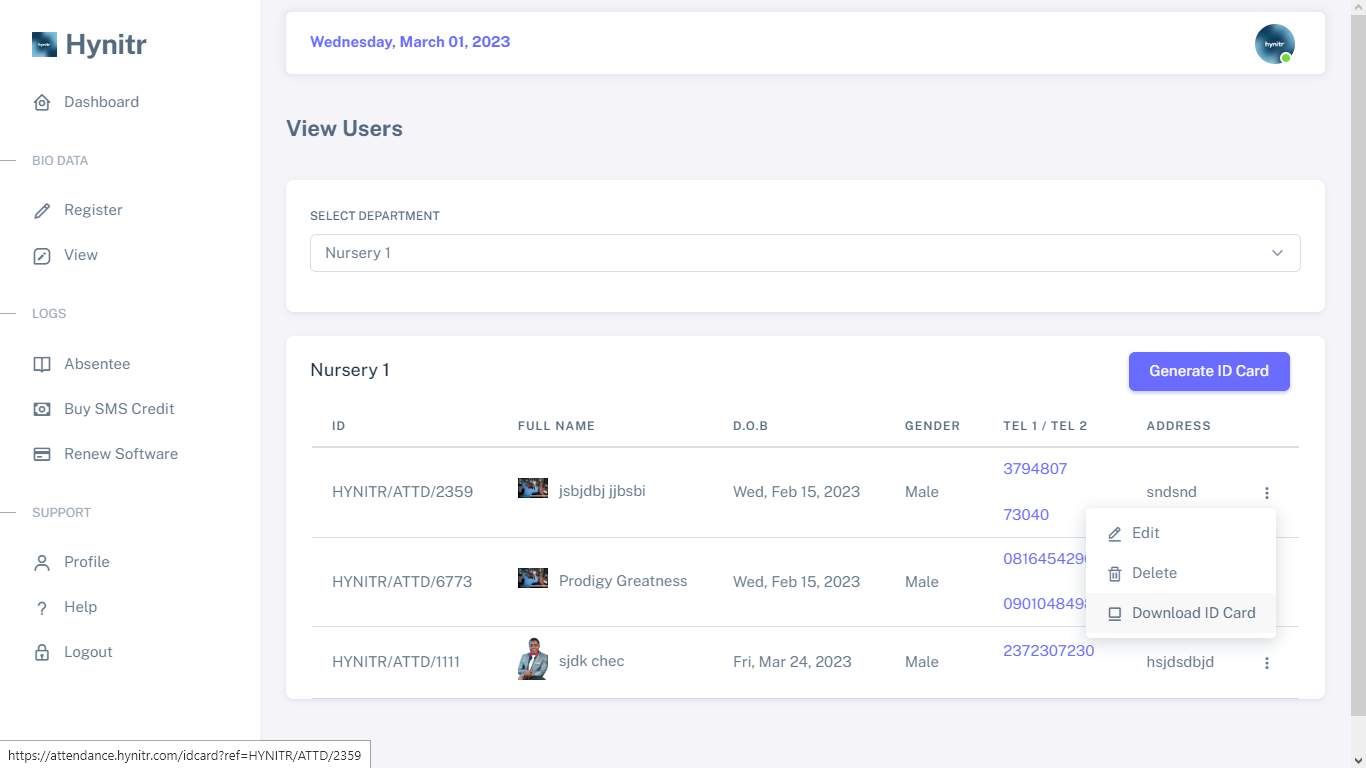 Hynitr
Dashboard
BIO DATA
Register
View
LOGS
Absentee
Buy SMS Credit
Renew Software
SUPPORT
Profile
Help
Logout
Wednesday, March 01, 2023
hynitr
View Users
SELECT DEPARTMENT
Nursery 1
Nursery 1
Generate ID Card
ID FULL NAME D.O.B GENDER TEL 1 / TEL 2 ADDRESS
3794807
HYNITR/ATTD/2359 jsbjdbj jjbsbi Wed, Feb 15, 2023 Male sndsnd
73040
Edit
Delete
Download ID Card
HYNITR/ATTD/6773 Prodigy Greatness Wed, Feb 15, 2023 Male
2372307230
HYNITR/ATTD/1111 sjdk chec Fri, Mar 24, 2023 Male hsjdsdbjd
https://attendance.hynitr.com/idcard?ref=HYNITR/ATTD/2359